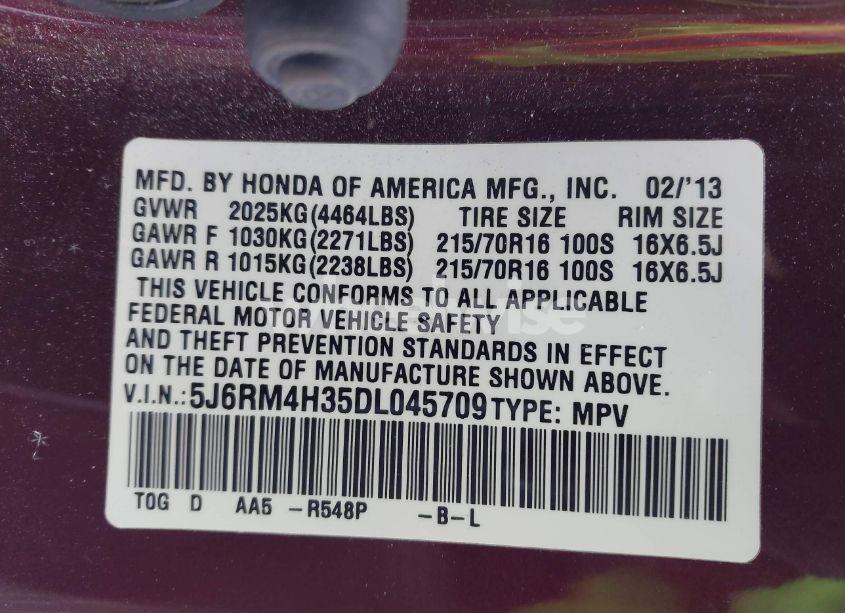 MFD. BY HONDA OF AMERICA MFG., INC. 02/'13
GVWR 2025KG(4464LBS) TIRE SIZE RIM SIZE
GAWR F 1030KG(2271LBS) 215/70R16 100S 16X6.5J
GAWR R 1015KG(2238LBS) 215/70R16 100S 16X6.5J
THIS VEHICLE CONFORMS TO ALL APPLICABLE
FEDERAL MOTOR VEHICLE SAFETY
AND THEFT PREVENTION STANDARDS IN EFFECT
ON THE DATE OF MANUFACTURE SHOWN ABOVE.
V.I.N.: 5J6RM4H35DL045709 TYPE: MPV
TOG D AA5 -R548P -B-L